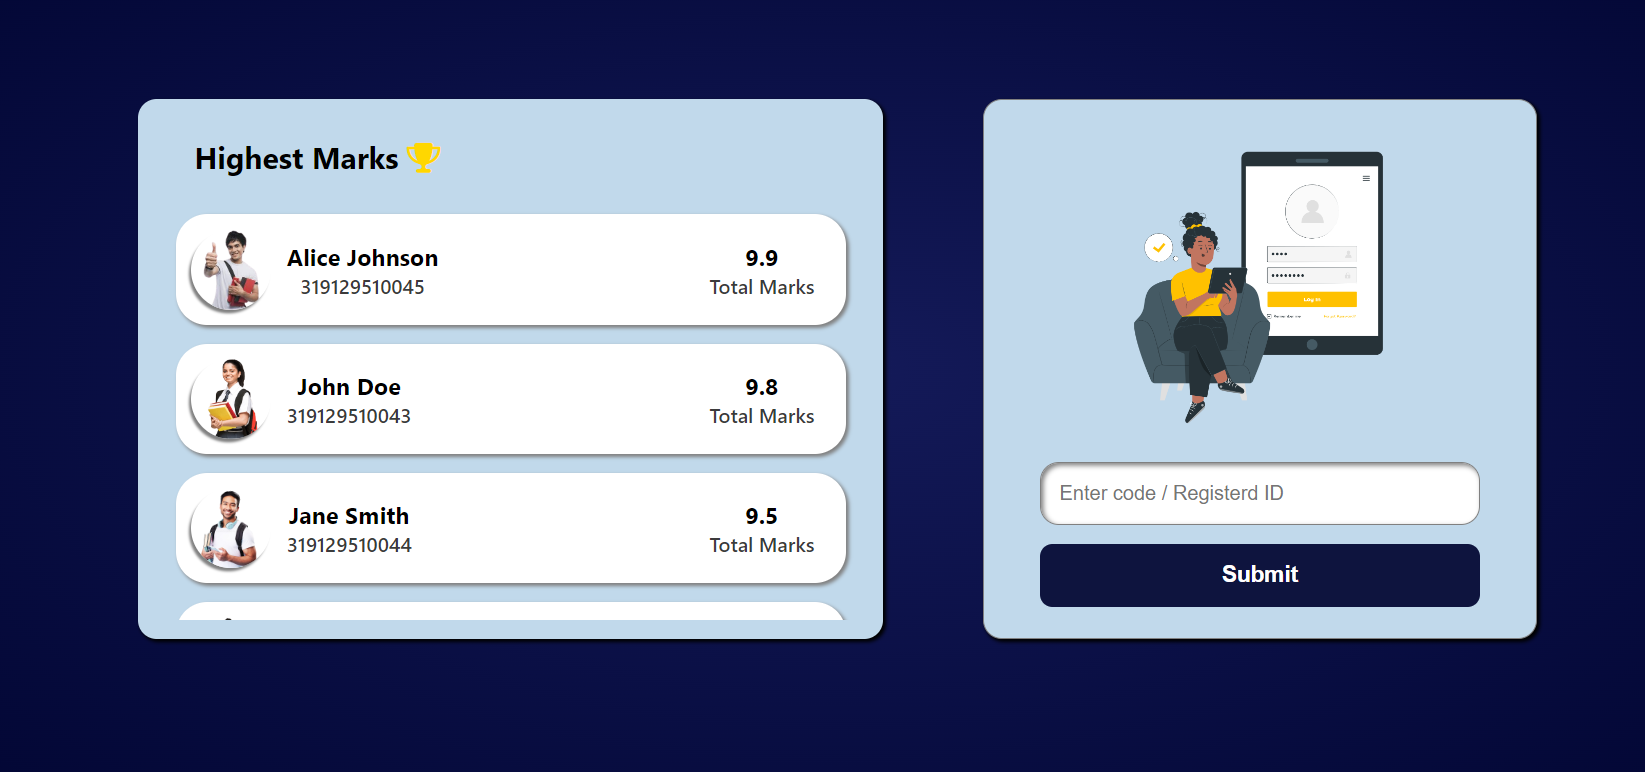 Highest Marks
Alice Johnson
319129510045
9.9
Total Marks
John Doe
319129510043
9.8
Total Marks
Jane Smith
319129510044
9.5
Total Marks
Log In
Enter code / Registerd ID
Submit